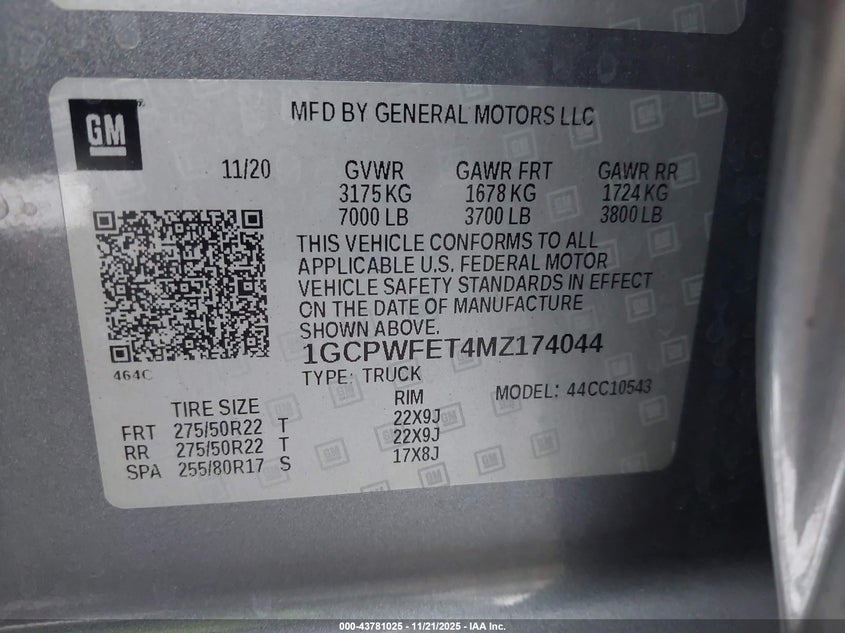 GM
MFD BY GENERAL MOTORS LLC
11/20 GVWR GAWR FRT GAWR RR
3175 KG 1678 KG 1724 KG
7000 LB 3700 LB 3800 LB
THIS VEHICLE CONFORMS TO ALL
APPLICABLE U.S. FEDERAL MOTOR
VEHICLE SAFETY STANDARDS IN EFFECT
ON THE DATE OF MANUFACTURE
SHOWN ABOVE.
1GCPWFET4MZ174044
464C
TYPE: TRUCK
MODEL: 44CC10543
TIRE SIZE RIM
FRT 275/50R22 T 22X9J
RR 275/50R22 T 22X9J
SPA 255/80R17 S 17X8J
000-43781025 - 11/21/2025 - IAA Inc.